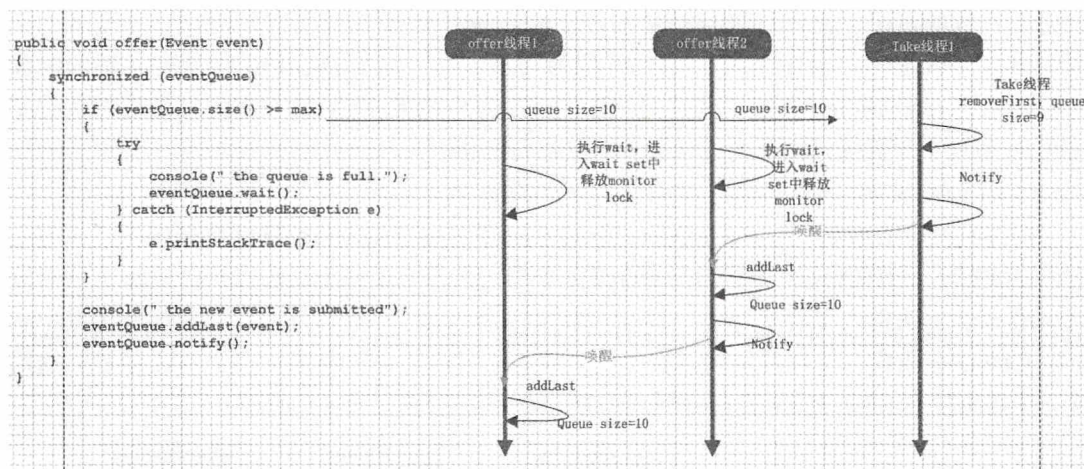 public void offer(Event event)
{
synchronized (eventQueue)
{
if (eventQueue.size() >= max)
{
try
{
console(" the queue is full.");
eventQueue.wait();
} catch (InterruptedException e)
{
e.printStackTrace();
}
}
console(" the new event is submitted");
eventQueue.addLast(event);
eventQueue.notify();
}
}
offer线程1
queue size=10
执行wait，进
入wait set中
释放monitor
lock
唤醒
addLast
Queue size=10
offer线程2
queue size=10
执行wait，
进入wait
set中释放
monitor
lock
唤醒
addLast
Queue size=10
Notify
Take线程1
Take线程
removeFirst, queue
size=9
Notify